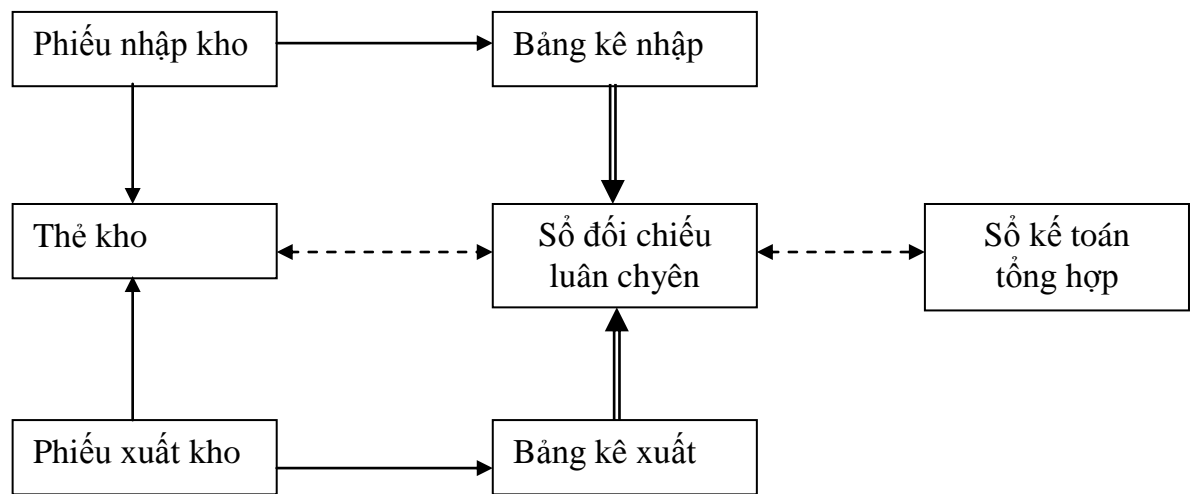 Phiếu nhập kho
Bảng kê nhập
Thẻ kho
Sổ đối chiếu
luân chyên
Sổ kế toán
tổng hợp
Phiếu xuất kho
Bảng kê xuất